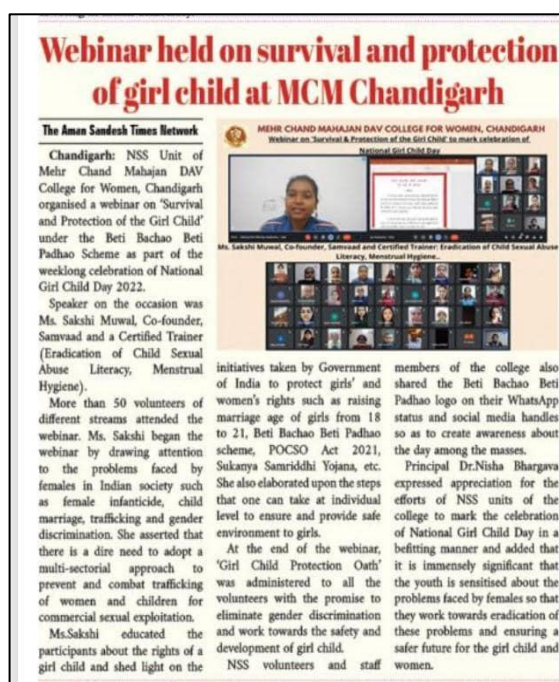 Webinar held on survival and protection
of girl child at MCM Chandigarh
The Aman Sandesh Times Network
Chandigarh: NSS Unit of
Mehr Chand Mahajan DAV
College for Women, Chandigarh
organised a webinar on 'Survival
and Protection of the Girl Child'
under the Beti Bachao Beti
Padhao Scheme as part of the
weeklong celebration of National
Girl Child Day 2022.
Speaker on the occasion was
Ms. Sakshi Muwal, Co-founder,
Samvaad and a Certified Trainer
(Eradication of Child Sexual
Abuse Literacy, Menstrual
Hygiene).
More than 50 volunteers of
different streams attended the
webinar. Ms. Sakshi began the
webinar by drawing attention
to the problems faced by
females in Indian society such
as female infanticide, child
marriage, trafficking and gender
discrimination. She asserted that
there is a dire need to adopt a
multi-sectorial approach to
prevent and combat trafficking
of women and children for
commercial sexual exploitation.
Ms.Sakshi educated the
participants about the rights of a
girl child and shed light on the
MEHR CHAND MAHAJAN DAV COLLEGE FOR WOMEN, CHANDIGARH
Webinar on 'Survival & Protection of the Girl Child' to mark celebration of
National Girl Child Day
Ms. Sakshi Muwal, Co-founder, Samvaad and Certified Trainer: Eradication of Child Sexual Abuse
Literacy, Menstrual Hygiene..
initiatives taken by Government
of India to protect girls' and
women's rights such as raising
marriage age of girls from 18
to 21, Beti Bachao Beti Padhao
scheme, POCSO Act 2021,
Sukanya Samriddhi Yojana, etc.
She also elaborated upon the steps
that one can take at individual
level to ensure and provide safe
environment to girls.
At the end of the webinar,
'Girl Child Protection Oath'
was administered to all the
volunteers with the promise to
eliminate gender discrimination
and work towards the safety and
development of girl child.
NSS volunteers and staff
members of the college also
shared the Beti Bachao Beti
Padhao logo on their WhatsApp
status and social media handles
so as to create awareness about
the day among the masses.
Principal Dr.Nisha Bhargava
expressed appreciation for the
efforts of NSS units of the
college to mark the celebration
of National Girl Child Day in a
befitting manner and added that
it is immensely significant that
the youth is sensitised about the
problems faced by females so that
they work towards eradication of
these problems and ensuring a
safer future for the girl child and
women.